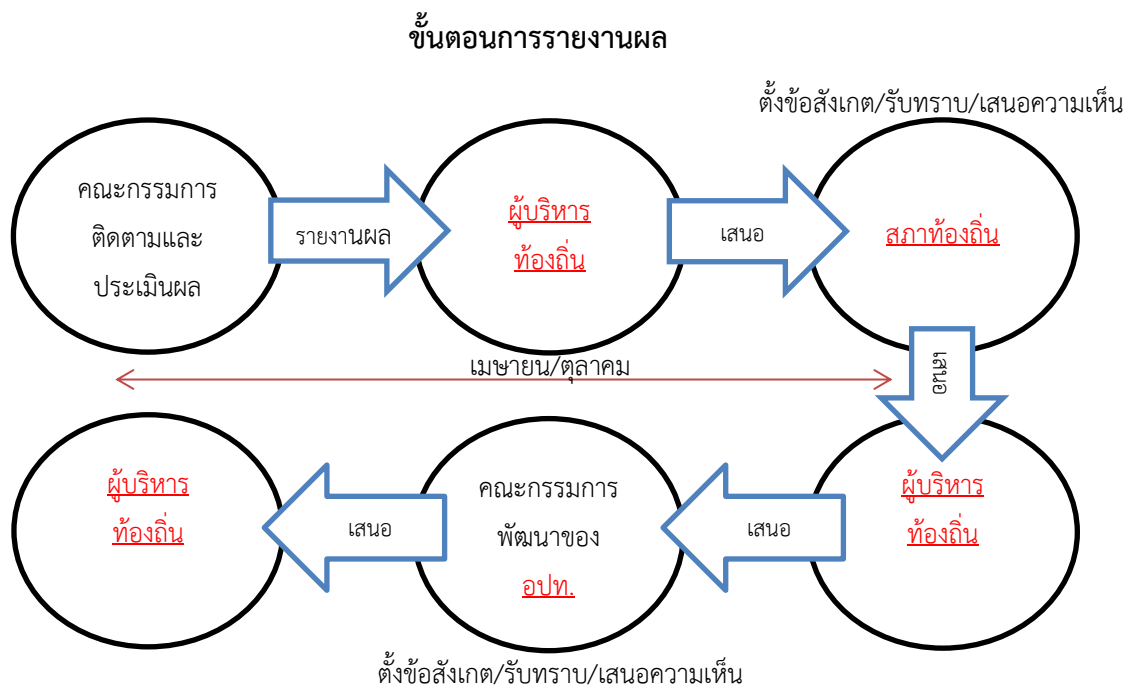 ขั้นตอนการรายงานผล
ตั้งข้อสังเกต/รับทราบ/เสนอความเห็น
คณะกรรมการ
ติดตามและ
ประเมินผล
รายงานผล
ผู้บริหาร
ท้องถิ่น
เสนอ
สภาท้องถิ่น
เมษายน/ตุลาคม
เสนอ
ผู้บริหาร
ท้องถิ่น
เสนอ
คณะกรรมการ
พัฒนาของ
อปท.
เสนอ
ผู้บริหาร
ท้องถิ่น
ตั้งข้อสังเกต/รับทราบ/เสนอความเห็น